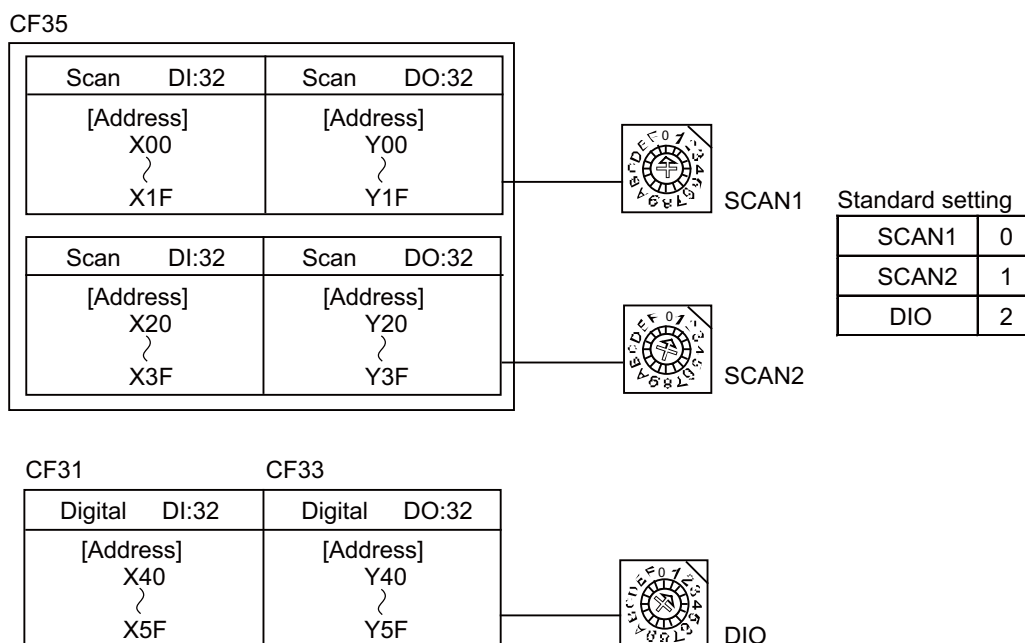 CF35
Scan DI:32 Scan DO:32
[Address] [Address]
X00 Y00
X1F Y1F
SCAN1
Scan DI:32 Scan DO:32
[Address] [Address]
X20 Y20
X3F Y3F
SCAN2
Standard setting
SCAN1 0
SCAN2 1
DIO 2
CF31 CF33
Digital DI:32 Digital DO:32
[Address] [Address]
X40 Y40
X5F Y5F
DIO